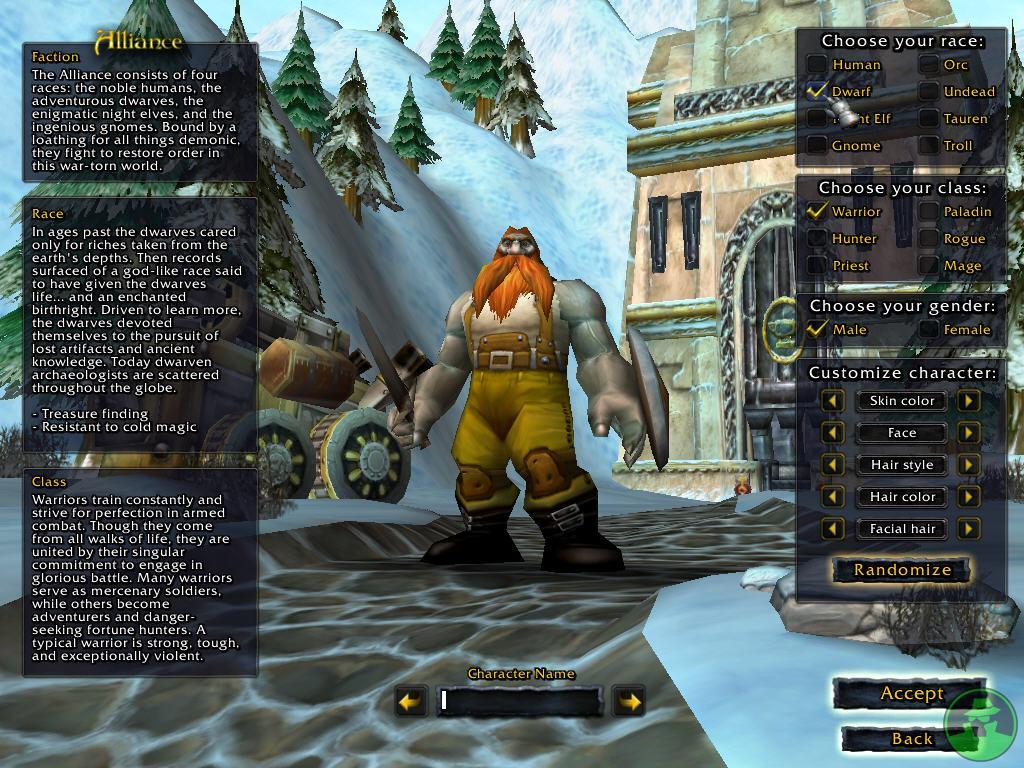 Alliance
Faction
The Alliance consists of four
races: the noble humans, the
adventurous dwarves, the
enigmatic night elves, and the
ingenious gnomes. Bound by a
loathing for all things demonic,
they fight to restore order in
this war-torn world.
Race
In ages past the dwarves cared
only for riches taken from the
earth's depths. Then records
surfaced of a god-like race said
to have given the dwarves
life... and an enchanted
birthright. Driven to learn more,
the dwarves devoted
themselves to the pursuit of
lost artifacts and ancient
knowledge. Today dwarven
archaeologists are scattered
throughout the globe.
- Treasure finding
- Resistant to cold magic
Class
Warriors train constantly and
strive for perfection in armed
combat. Though they come
from all walks of life, they are
united by their singular
commitment to engage in
glorious battle. Many warriors
serve as mercenary soldiers,
while others become
adventurers and danger-
seeking fortune hunters. A
typical warrior is strong, tough,
and exceptionally violent.
Character Name
Choose your race:
Human Orc
Dwarf Undead
Night Elf Tauren
Gnome Troll
Choose your class:
Warrior Paladin
Hunter Rogue
Priest Mage
Choose your gender:
Male Female
Customize character:
Skin color
Face
Hair style
Hair color
Facial hair
Randomize
Accept
Back